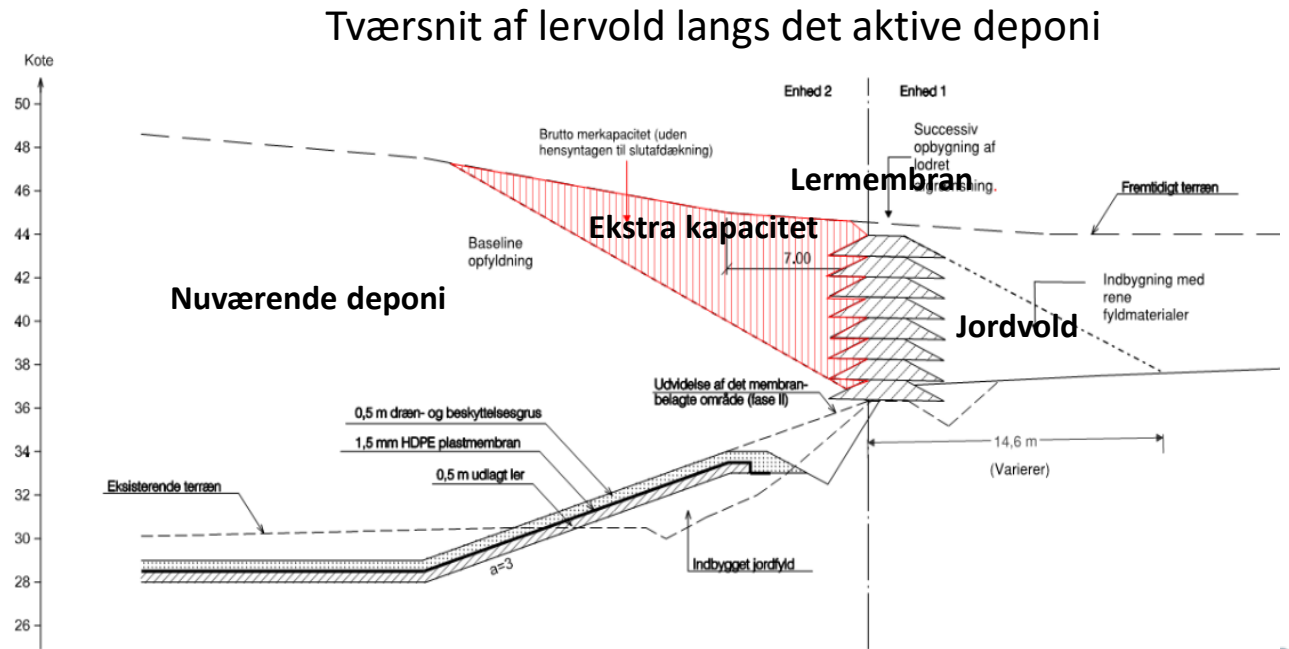 Tværsnit af lervold langs det aktive deponi
Kote
50
48
46
44
42
40
38
36
34
32
30
28
26
Enhed 2
Enhed 1
Brutto merkapacitet (uden
hensyntagen til slutafdækning)
Successiv
opbygning af
lodret
afgrænsning.
Lermembran
Fremtidigt terræn
Ekstra kapacitet
7.00
Baseline
opfyldning
Nuværende deponi
Indbygning med
rene
fyldmaterialer
Jordvold
Udvidelse af det membran-
belagte område (fase II)
0,5 m dræn- og beskyttelsesgrus
1,5 mm HDPE plastmembran
0,5 m udlagt ler
14,6 m
(Varierer)
Eksisterende terræn
a=3
Indbygget jordfyld